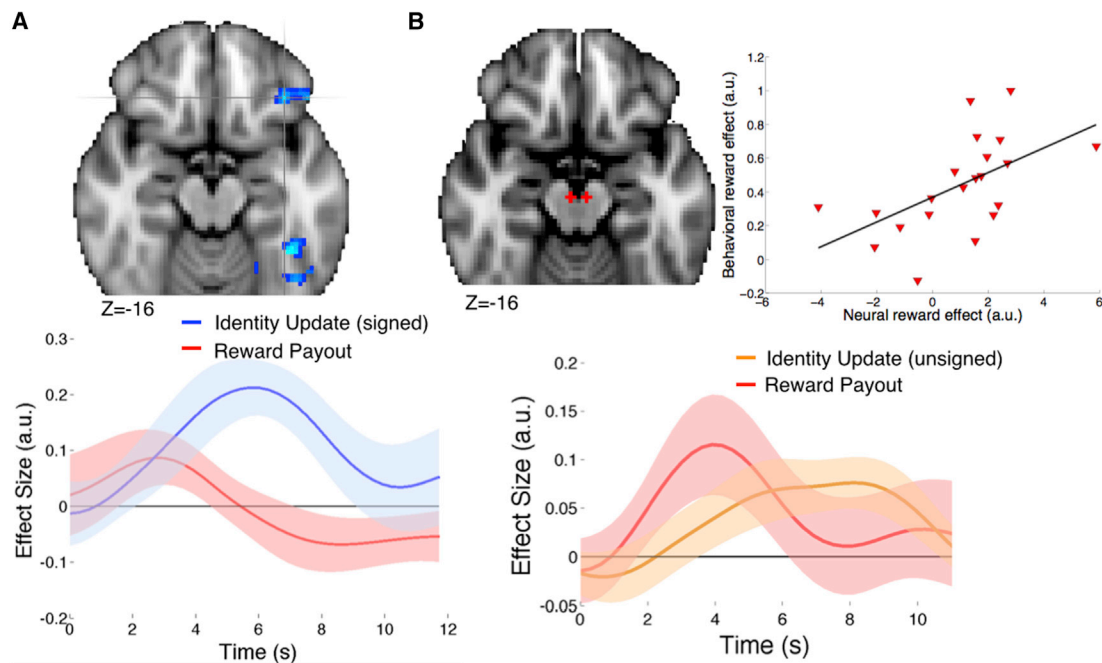 A
B
Z=-16
Z=-16
Behavioral reward effect (a.u.)
1.2
1
0.8
0.6
0.4
0.2
0
−0.2
−6
−4
−2
0
2
4
6
Neural reward effect (a.u.)
Identity Update (signed)
Reward Payout
Effect Size (a.u.)
0.3
0.2
0.1
0
-0.1
-0.2
0
2
4
6
8
10
12
Time (s)
Identity Update (unsigned)
Reward Payout
Effect Size (a.u.)
0.2
0.15
0.1
0.05
0
-0.05
0
2
4
6
8
10
Time (s)